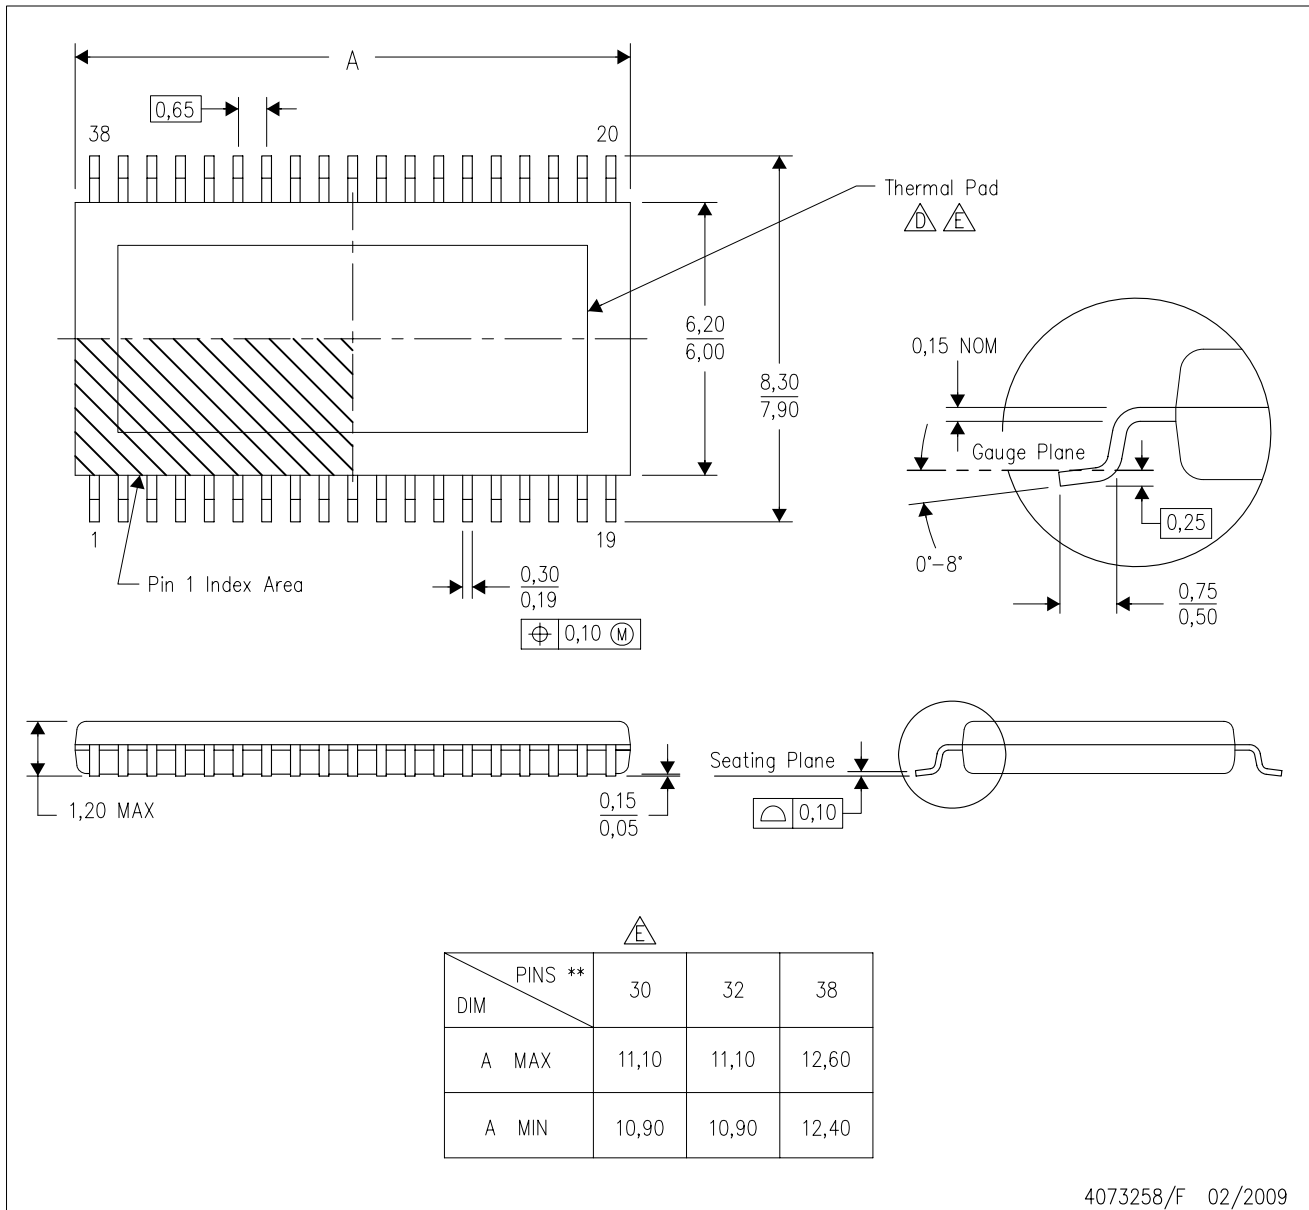 A
0,65
38
20
Thermal Pad
D E
6,20
6,00
8,30
7,90
0,15 NOM
Gauge Plane
0,25
0°–8°
0,75
0,50
1
19
Pin 1 Index Area
0,30
0,19
0,10 M
1,20 MAX
0,15
0,05
Seating Plane
0,10
E
PINS ** 30 32 38
DIM
A MAX 11,10 11,10 12,60
A MIN 10,90 10,90 12,40
4073258/F 02/2009